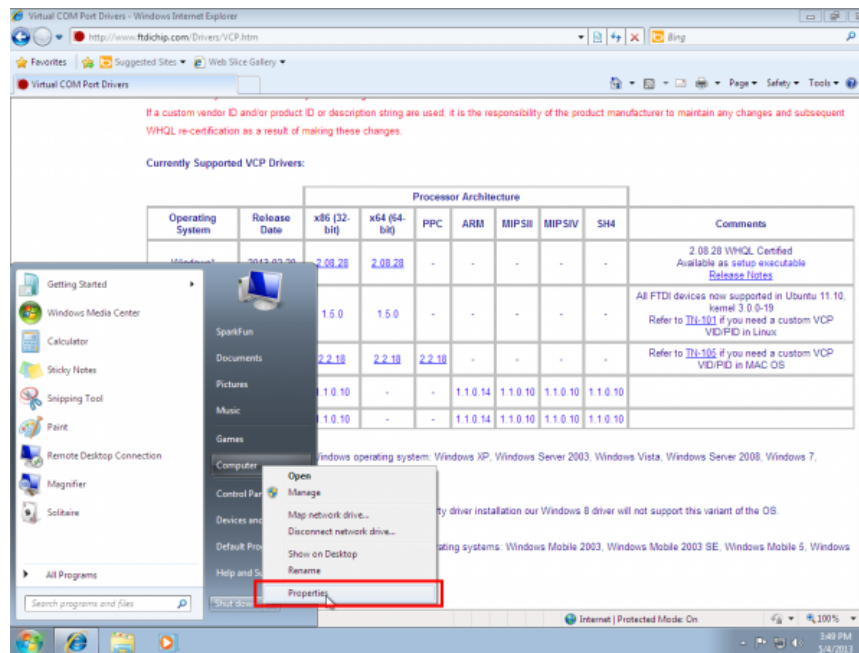 Virtual COM Port Drivers - Windows Internet Explorer
http://www.ftdichip.com/Drivers/VCP.htm
Bing
Favorites
Suggested Sites
Web Slice Gallery
Virtual COM Port Drivers
Page Safety Tools
If a custom vendor ID and/or product ID or description string are used, it is the responsibility of the product manufacturer to maintain any changes and subsequent
WHQL re-certification as a result of making these changes.
Currently Supported VCP Drivers:
Processor Architecture
Operating System Release Date x86 (32-bit) x64 (64-bit) PPC ARM MIPSII MIPSIV SH4 Comments
2.08.28 2.08.28 - - - - - 2.08.28 WHQL Certified
Available as setup executable
Release Notes
1.5.0 1.5.0 - - - - - All FTDI devices now supported in Ubuntu 11.10,
kernel 3.0.0-19
Refer to TN-101 if you need a custom VCP
VID/PID in Linux
2.2.18 2.2.18 2.2.18 - - - - Refer to TN-105 if you need a custom VCP
VID/PID in MAC OS
1.1.0.10 - - 1.1.0.14 1.1.0.10 1.1.0.10 1.1.0.10
1.1.0.10 - - 1.1.0.14 1.1.0.10 1.1.0.10 1.1.0.10
Windows operating system: Windows XP, Windows Server 2003, Windows Vista, Windows Server 2008, Windows 7,
driver installation our Windows 8 driver will not support this variant of the OS.
systems: Windows Mobile 2003, Windows Mobile 2003 SE, Windows Mobile 5, Windows
Getting Started
Windows Media Center
Calculator
Sticky Notes
Snipping Tool
Paint
Remote Desktop Connection
Magnifier
Solitaire
All Programs
Search programs and files
SparkFun
Documents
Pictures
Music
Games
Computer
Control
Devices and
Default
Help and
Shut down
Open
Manage
Map network drive...
Disconnect network drive...
Show on Desktop
Rename
Properties
Internet | Protected Mode: On
100%
3:49 PM
5/4/2013